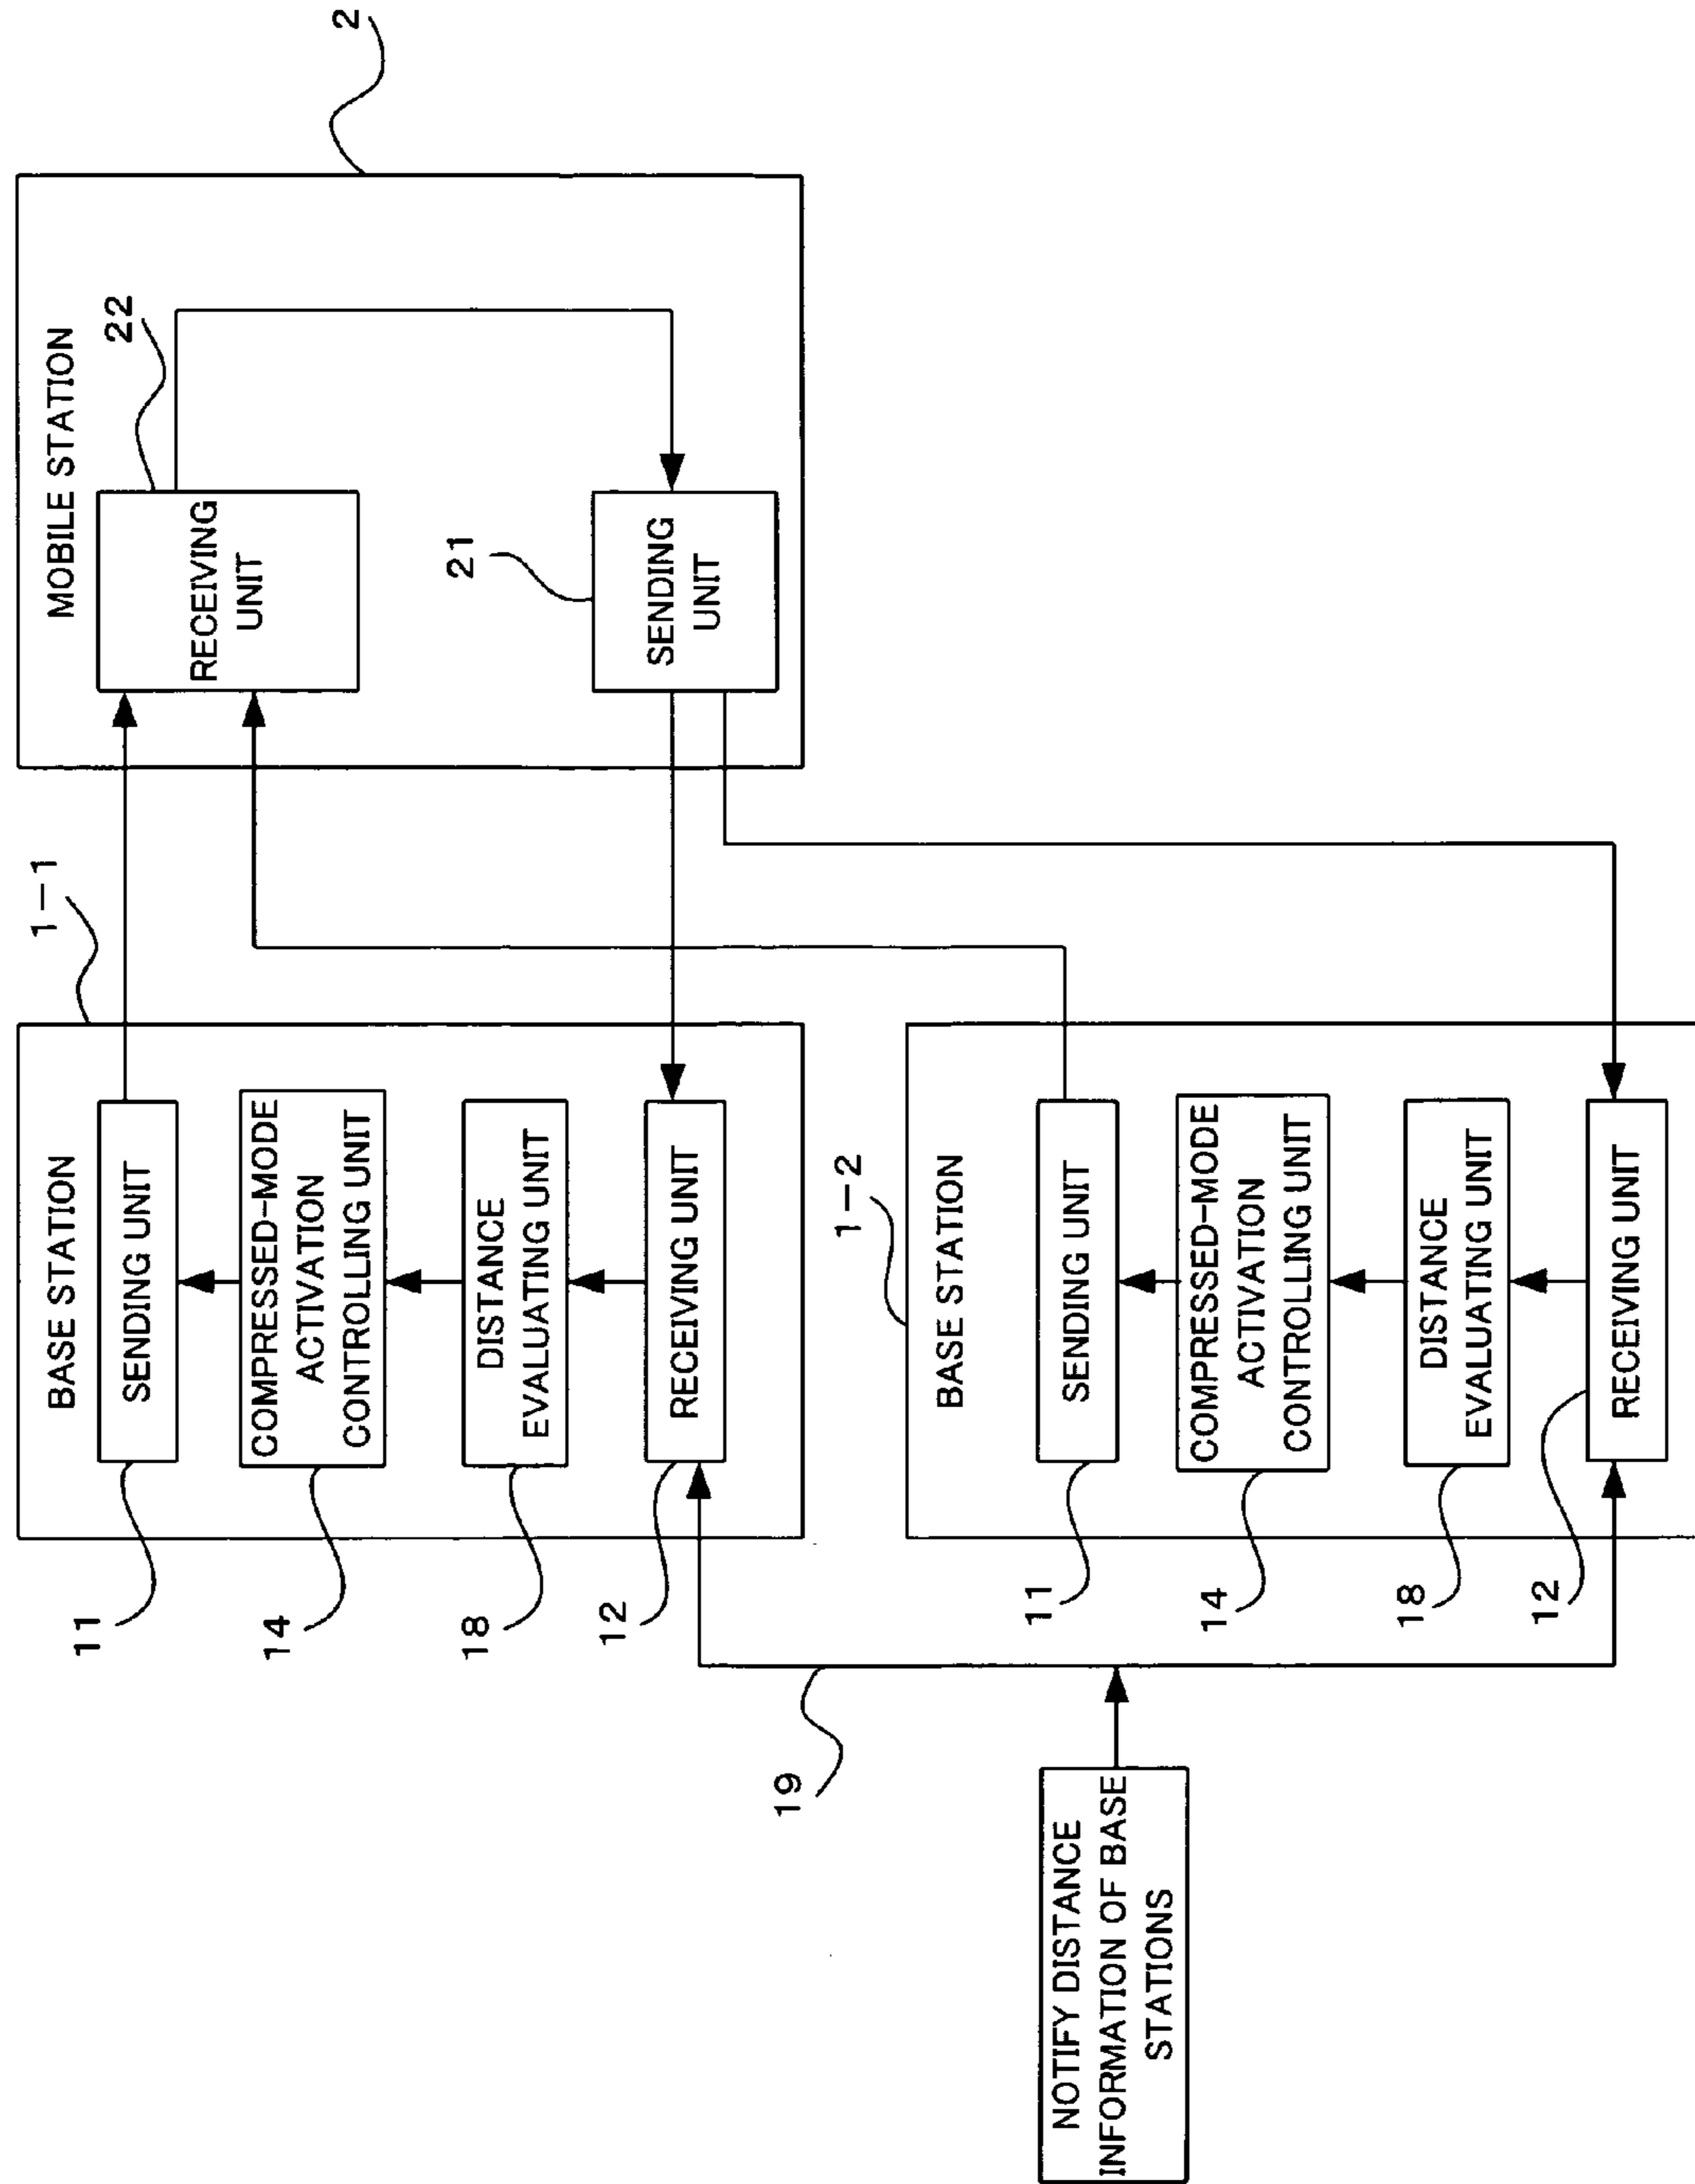 BASE STATION
1-1
SENDING UNIT
11
COMPRESSED-MODE
ACTIVATION
CONTROLLING UNIT
14
DISTANCE
EVALUATING UNIT
18
RECEIVING UNIT
12
MOBILE STATION
2
RECEIVING
UNIT
22
SENDING
UNIT
21
NOTIFY DISTANCE
INFORMATION OF BASE
STATIONS
19
BASE STATION
1-2
SENDING UNIT
11
COMPRESSED-MODE
ACTIVATION
CONTROLLING UNIT
14
DISTANCE
EVALUATING UNIT
18
RECEIVING UNIT
12